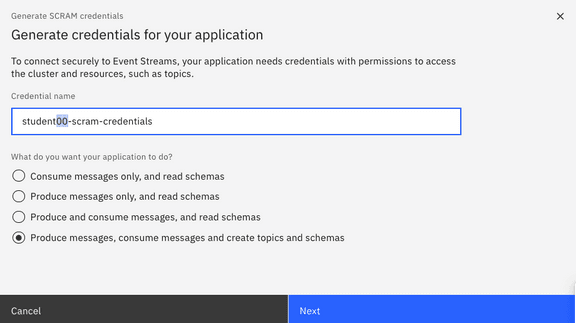 Generate SCRAM credentials
Generate credentials for your application
To connect securely to Event Streams, your application needs credentials with permissions to access
the cluster and resources, such as topics.
Credential name
student00-scram-credentials
What do you want your application to do?
Consume messages only, and read schemas
Produce messages only, and read schemas
Produce and consume messages, and read schemas
Produce messages, consume messages and create topics and schemas
Cancel
Next